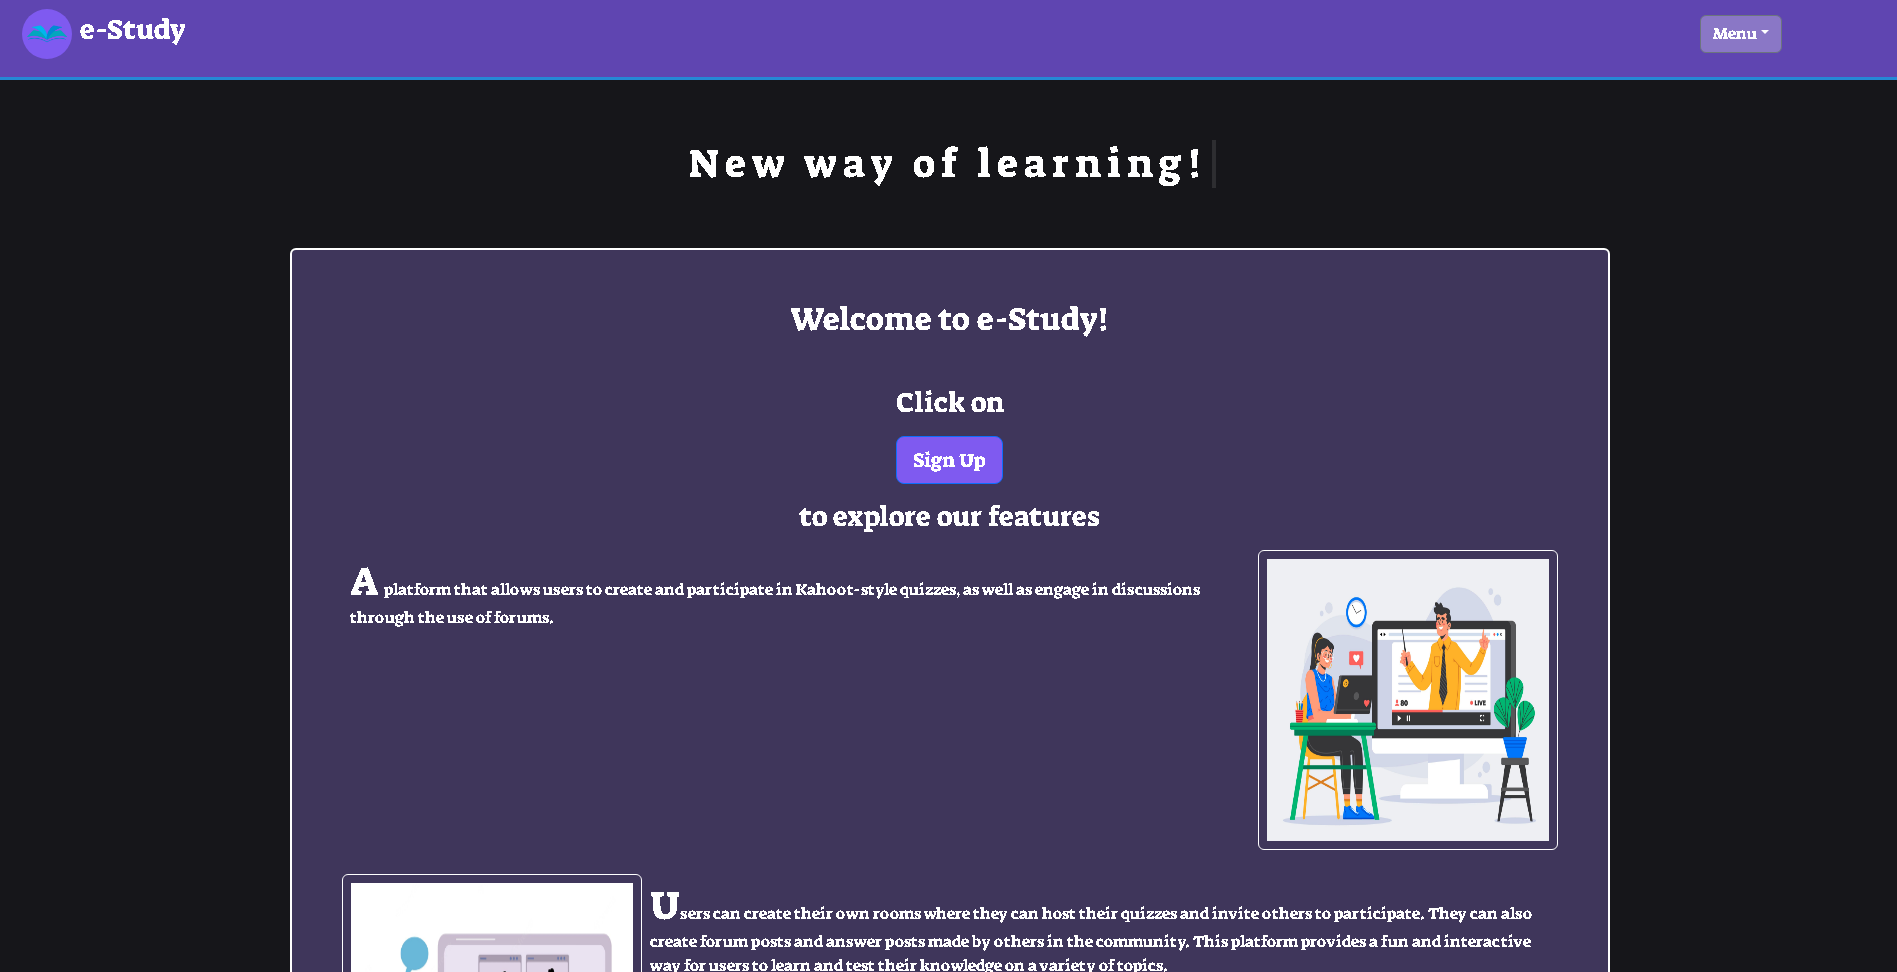 e-Study
Menu
New way of learning!
Welcome to e-Study!
Click on
Sign Up
to explore our features
A platform that allows users to create and participate in Kahoot-style quizzes, as well as engage in discussions
through the use of forums.
80
LIVE
Users can create their own rooms where they can host their quizzes and invite others to participate. They can also
create forum posts and answer posts made by others in the community. This platform provides a fun and interactive
way for users to learn and test their knowledge on a variety of topics.